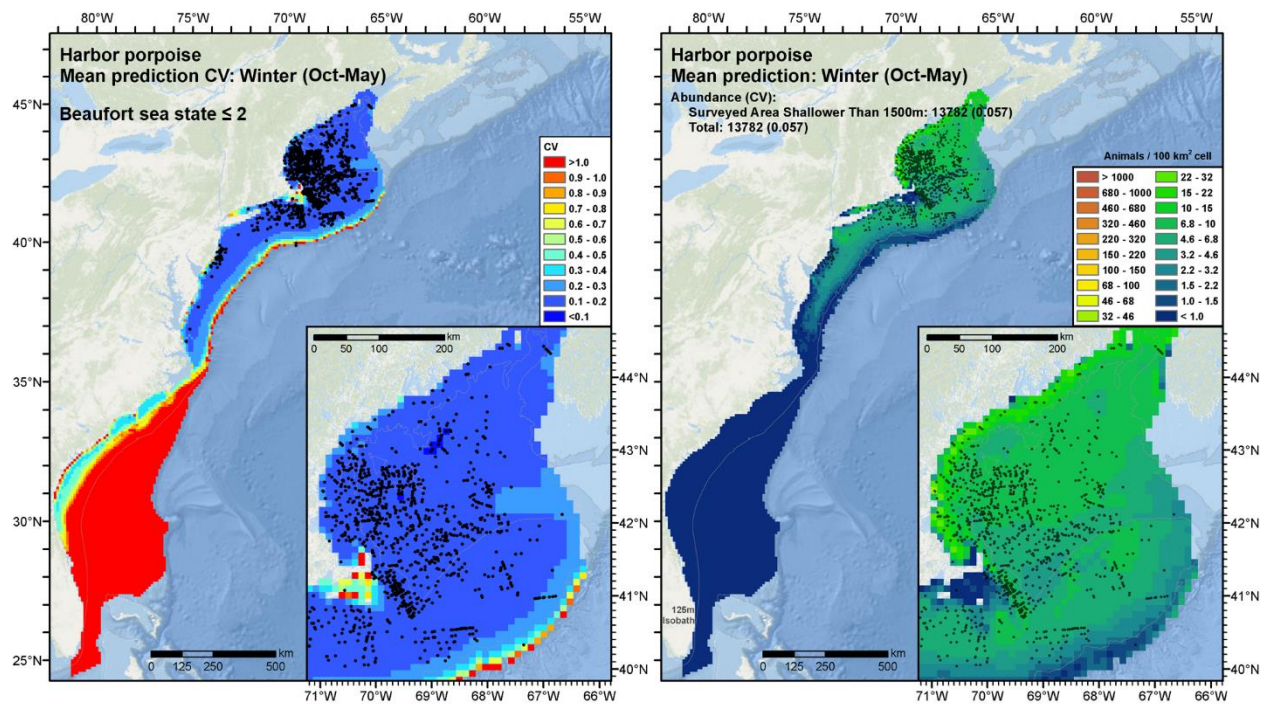 80°W 75°W 70°W 65°W 60°W 55°W
Harbor porpoise
Mean prediction CV: Winter (Oct-May)
Beaufort sea state ≤ 2
45°N
40°N
35°N
30°N
25°N
CV
>1.0
0.9 - 1.0
0.8 - 0.9
0.7 - 0.8
0.6 - 0.7
0.5 - 0.6
0.4 - 0.5
0.3 - 0.4
0.2 - 0.3
0.1 - 0.2
<0.1
km
0 50 100 200
44°N
43°N
42°N
41°N
40°N
km
0 125 250 500
71°W 70°W 69°W 68°W 67°W 66°W
80°W 75°W 70°W 65°W 60°W 55°W
Harbor porpoise
Mean prediction: Winter (Oct-May)
Abundance (CV):
Surveyed Area Shallower Than 1500m: 13782 (0.057)
Total: 13782 (0.057)
45°N
40°N
35°N
30°N
25°N
Animals / 100 km² cell
> 1000 22 - 32
680 - 1000 15 - 22
460 - 680 10 - 15
320 - 460 6.8 - 10
220 - 320 4.6 - 6.8
150 - 220 3.2 - 4.6
100 - 150 2.2 - 3.2
68 - 100 1.5 - 2.2
46 - 68 1.0 - 1.5
32 - 46 < 1.0
km
0 50 100 200
44°N
43°N
42°N
41°N
40°N
125m
Isobath
km
0 125 250 500
71°W 70°W 69°W 68°W 67°W 66°W